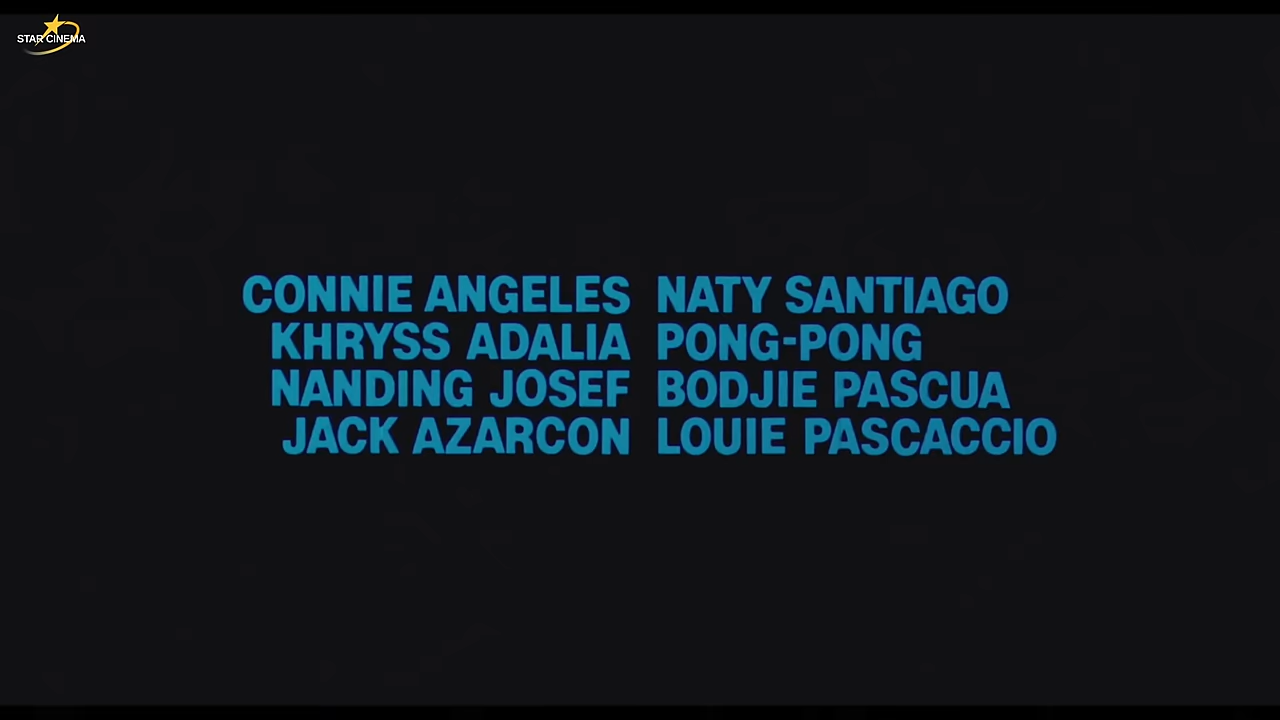 STAR CINEMA
CONNIE ANGELES NATY SANTIAGO
KHRYSS ADALIA PONG-PONG
NANDING JOSEF BODJIE PASCUA
JACK AZARCON LOUIE PASCACCIO